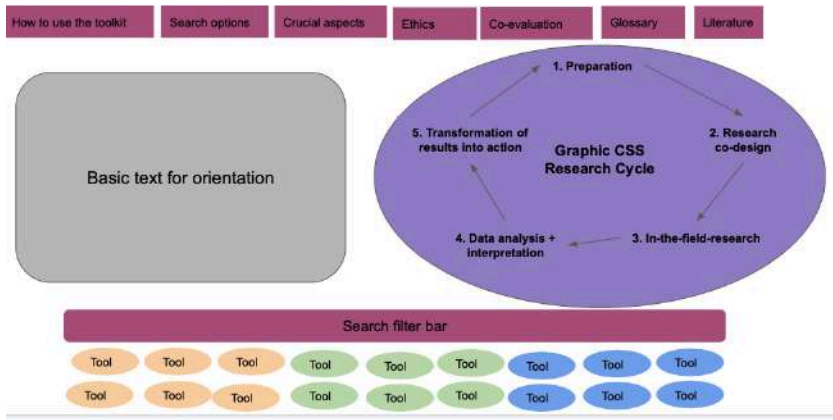 How to use the toolkit
Search options
Crucial aspects
Ethics
Co-evaluation
Glossary
Literature
Basic text for orientation
1. Preparation
2. Research
co-design
3. In-the-field-research
4. Data analysis +
interpretation
5. Transformation of
results into action
Graphic CSS
Research Cycle
Search filter bar
Tool Tool Tool Tool Tool Tool Tool Tool Tool
Tool Tool Tool Tool Tool Tool Tool Tool Tool